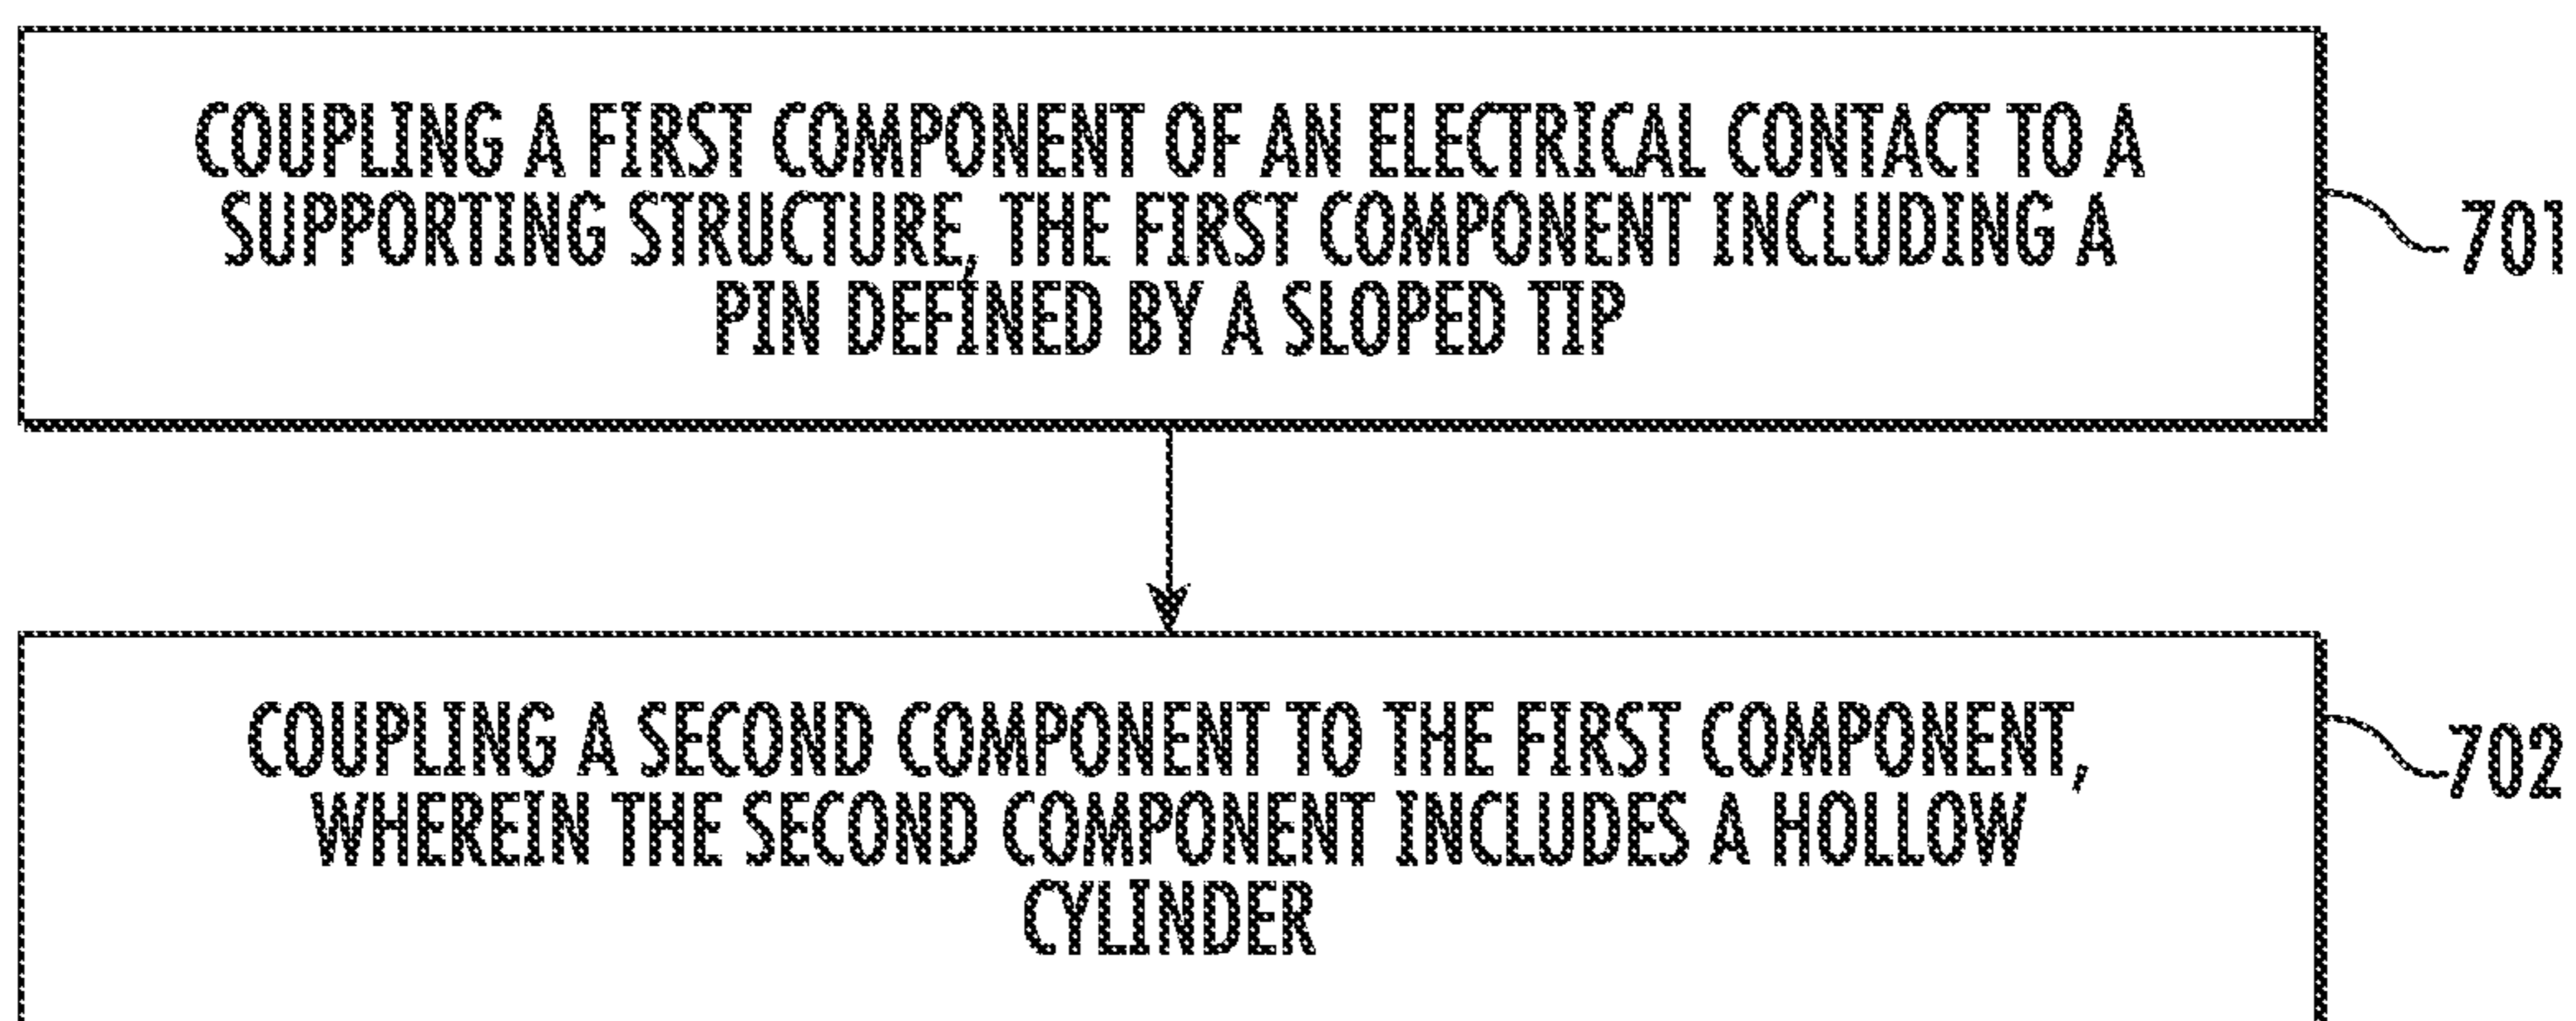 COUPLING A FIRST COMPONENT OF AN ELECTRICAL CONTACT TO A
SUPPORTING STRUCTURE, THE FIRST COMPONENT INCLUDING A
PIN DEFINED BY A SLOPED TIP
701
COUPLING A SECOND COMPONENT TO THE FIRST COMPONENT,
WHEREIN THE SECOND COMPONENT INCLUDES A HOLLOW
CYLINDER
702